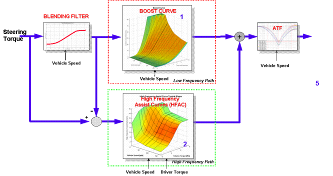 BLENDING FILTER
BOOST CURVE
1
Steering
Torque
ATF
Vehicle Speed
Vehicle Speed
Vehicle Speed
Low Frequency Path
5
High Frequency
Assist Curves (HFAC)
2
High Frequency Path
Vehicle Speed
Driver Torque